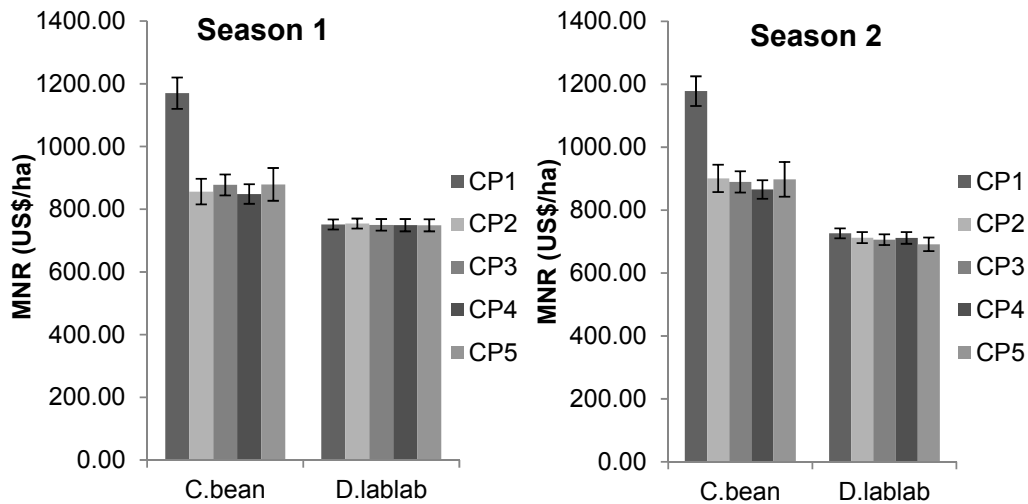 Season 1
MNR (US$/ha)
1400.00
1200.00
1000.00
800.00
600.00
400.00
200.00
0.00
C.bean D.lablab
CP1
CP2
CP3
CP4
CP5
Season 2
MNR (US$/ha)
1400.00
1200.00
1000.00
800.00
600.00
400.00
200.00
0.00
C.bean D.lablab
CP1
CP2
CP3
CP4
CP5